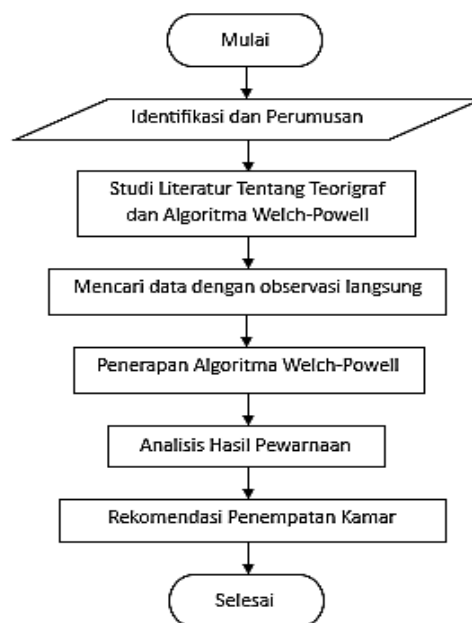 Mulai
Identifikasi dan Perumusan
Studi Literatur Tentang Teorigraf
dan Algoritma Welch-Powell
Mencari data dengan observasi langsung
Penerapan Algoritma Welch-Powell
Analisis Hasil Pewarnaan
Rekomendasi Penempatan Kamar
Selesai